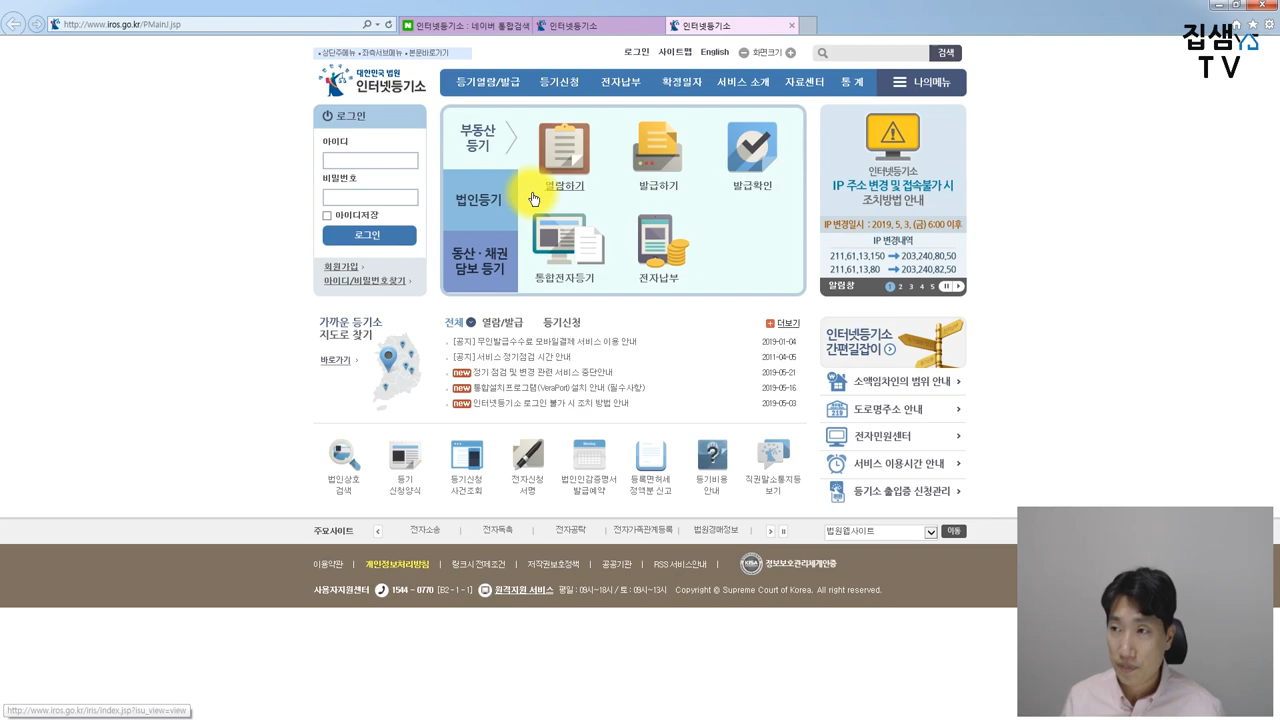 http://www.iros.go.kr/PMainJ.jsp
인터넷등기소 : 네이버 통합검색
인터넷등기소
인터넷등기소
집샘
TV
상단주메뉴
좌측서브메뉴
본문바로가기
로그인
사이트맵
English
화면크기
검색
대한민국 법원
인터넷등기소
등기열람/발급
등기신청
전자납부
확정일자
서비스 소개
자료센터
통 계
나의메뉴
로그인
아이디
비밀번호
아이디저장
로그인
회원가입
아이디/비밀번호찾기
부동산
등기
법인등기
동산·채권
담보 등기
열람하기
발급하기
발급확인
통합전자등기
전자납부
인터넷등기소
IP 주소 변경 및 접속불가 시
조치방법 안내
IP 변경일시 : 2019, 5, 3, (금) 6:00 이후
IP 변경내역
211,61,13,150 → 203,240,80,50
211,61,13,80 → 203,240,82,50
알림창
1 2 3 4 5
가까운 등기소
지도로 찾기
바로가기
전체
열람/발급
등기신청
더보기
[공지] 무인발급수수료 모바일결제 서비스 이용 안내 2019-01-04
[공지] 서비스 정기점검 시간 안내 2011-04-05
new 정기 점검 및 변경 관련 서비스 중단안내 2019-05-21
new 통합설치프로그램(VeraPort)설치 안내 (필수사항) 2019-05-16
new 인터넷등기소 로그인 불가 시 조치 방법 안내 2019-05-03
인터넷등기소
간편길잡이
소액임차인의 범위 안내
도로명주소 안내
전자민원센터
서비스 이용시간 안내
등기소 출입증 신청관리
법인상호
검색
등기
신청양식
등기신청
사건조회
전자신청
서명
법인인감증명서
발급예약
등록면허세
정액분 신고
등기비용
안내
직권말소통지등
보기
주요사이트
전자소송
전자독촉
전자공탁
전자가족관계등록
법원경매정보
법원웹사이트
이동
이용약관
개인정보처리방침
링크시 전제조건
저작권보호정책
공공기관
RSS 서비스안내
정보보호관리체계인증
사용자지원센터
1544 - 0770 [B2 - 1 - 1]
원격지원 서비스
평일 : 09시~18시 / 토 : 09시~13시
Copyright © Supreme Court of Korea. All right reserved.
http://www.iros.go.kr/iris/index.jsp?isu_view=view